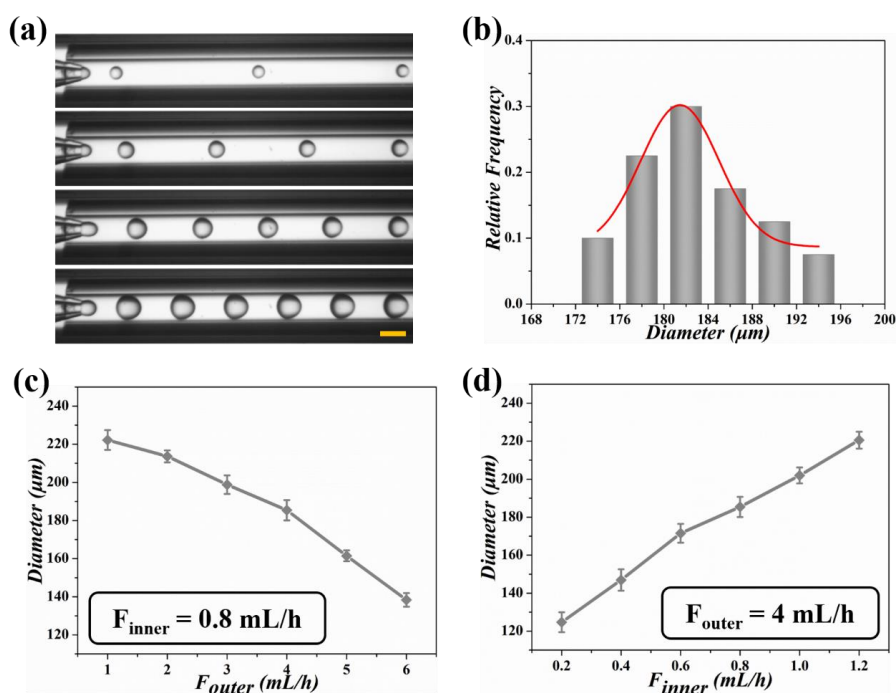 (a)
(b)
0.4
0.3
0.2
0.1
0.0
Relative Frequency
168 172 176 180 184 188 192 196 200
Diameter (μm)
(c)
220
200
180
160
140
120
Diameter (μm)
F_inner = 0.8 mL/h
1 2 3 4 5 6
F_outer (mL/h)
(d)
220
200
180
160
140
120
Diameter (μm)
F_outer = 4 mL/h
0.2 0.4 0.6 0.8 1.0 1.2
F_inner (mL/h)